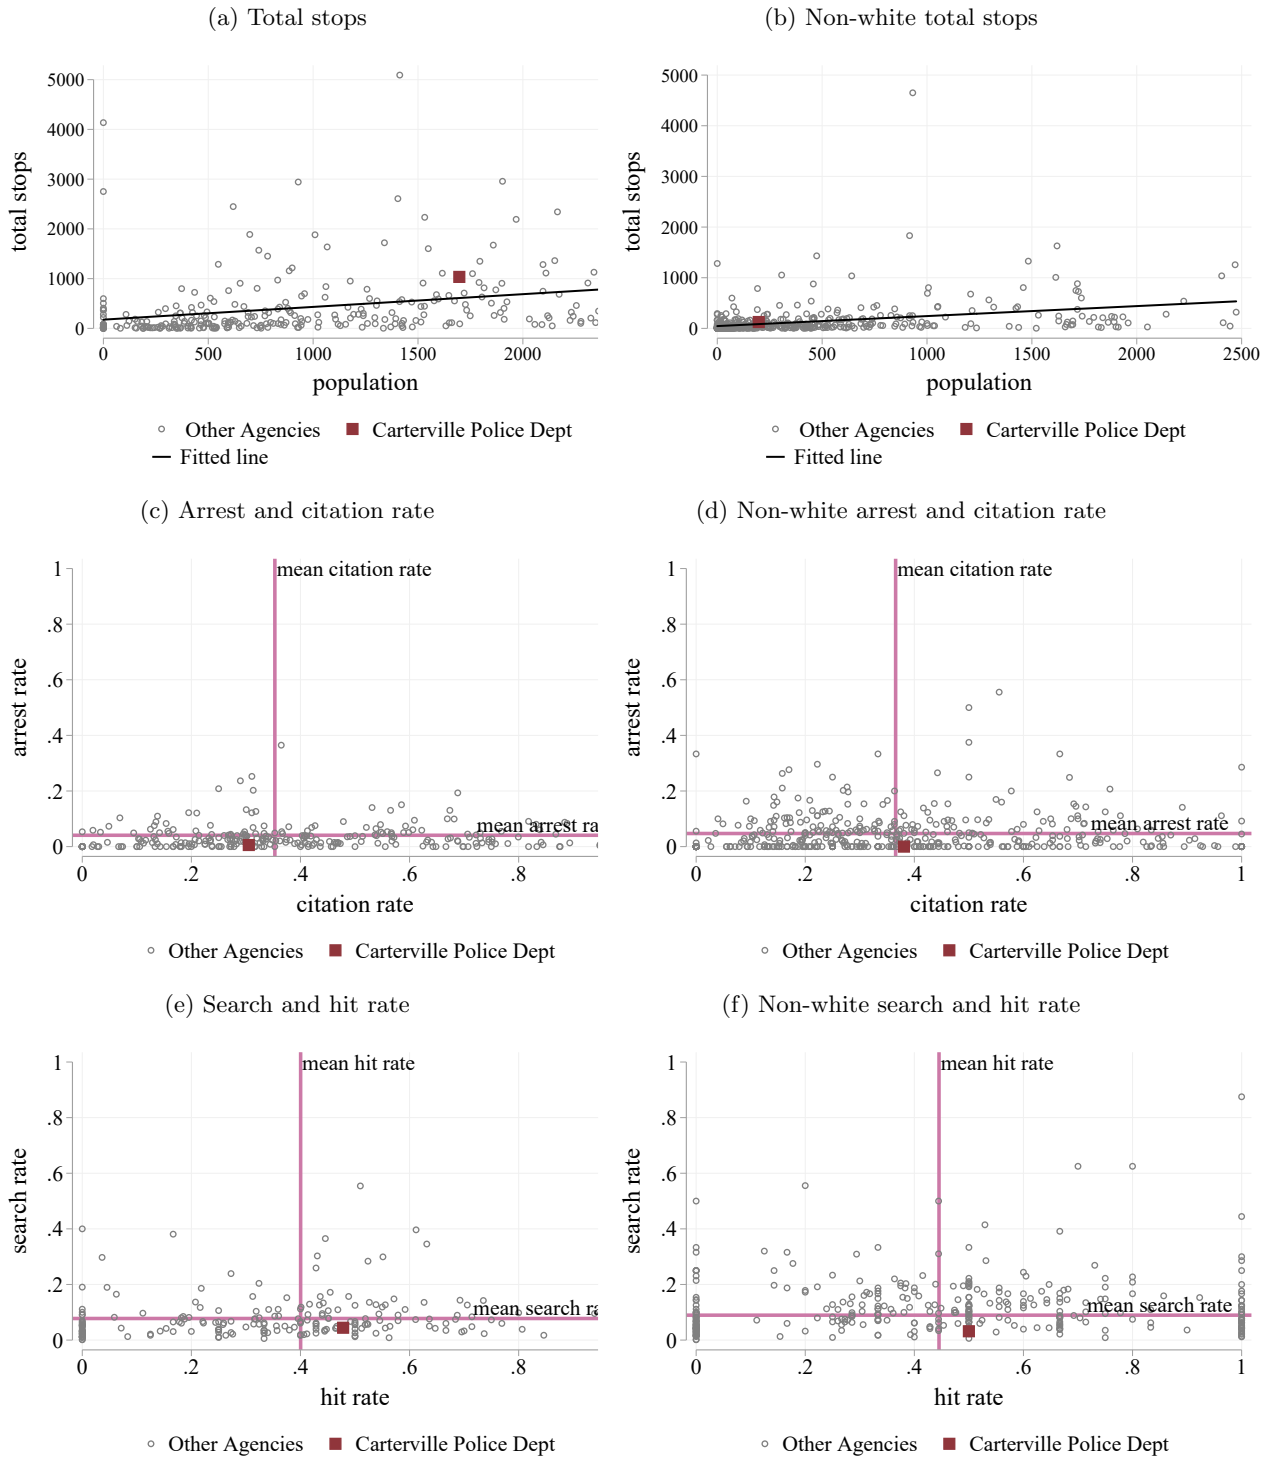 (a) Total stops
(b) Non-white total stops
total stops
5000
4000
3000
2000
1000
0
0 500 1000 1500 2000
population
Other Agencies Carterville Police Dept
Fitted line
total stops
5000
4000
3000
2000
1000
0
0 500 1000 1500 2000 2500
population
Other Agencies Carterville Police Dept
Fitted line
(c) Arrest and citation rate
(d) Non-white arrest and citation rate
arrest rate
1
.8
.6
.4
.2
0
mean citation rate
mean arrest ra
0 .2 .4 .6 .8
citation rate
Other Agencies Carterville Police Dept
arrest rate
1
.8
.6
.4
.2
0
mean citation rate
mean arrest rate
0 .2 .4 .6 .8 1
citation rate
Other Agencies Carterville Police Dept
(e) Search and hit rate
(f) Non-white search and hit rate
search rate
1
.8
.6
.4
.2
0
mean hit rate
mean search ra
0 .2 .4 .6 .8
hit rate
Other Agencies Carterville Police Dept
search rate
1
.8
.6
.4
.2
0
mean hit rate
mean search rate
0 .2 .4 .6 .8 1
hit rate
Other Agencies Carterville Police Dept